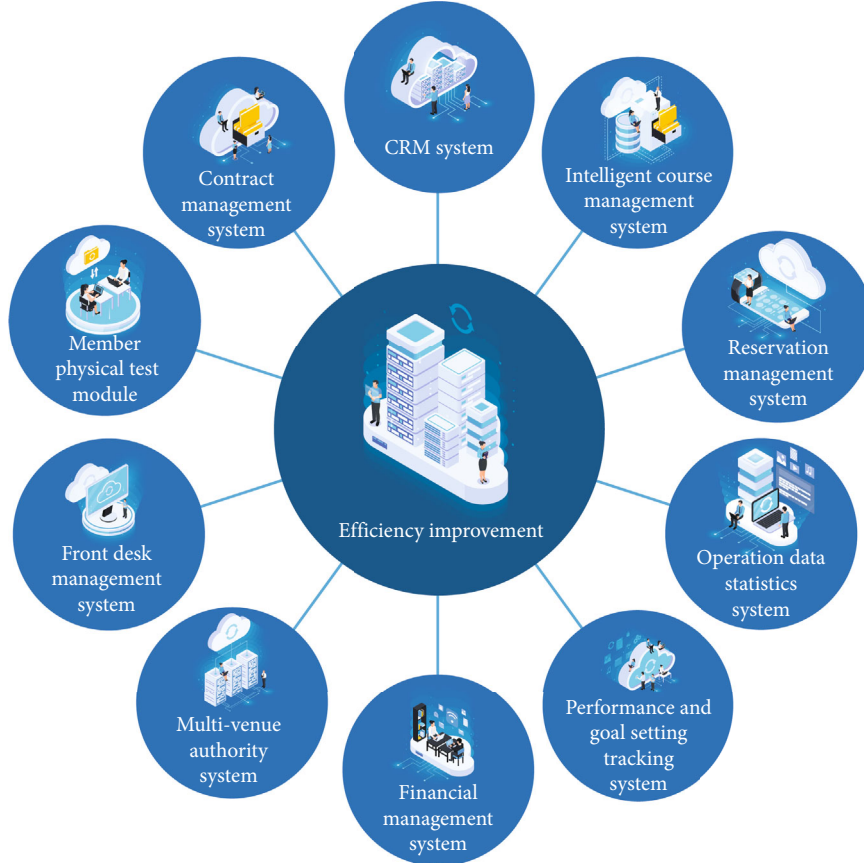 CRM system
Intelligent course
management
system
Reservation
management
system
Operation data
statistics
system
Performance and
goal setting
tracking
system
Financial
management
system
Multi-venue
authority
system
Front desk
management
system
Member
physical test
module
Contract
management
system
Efficiency improvement